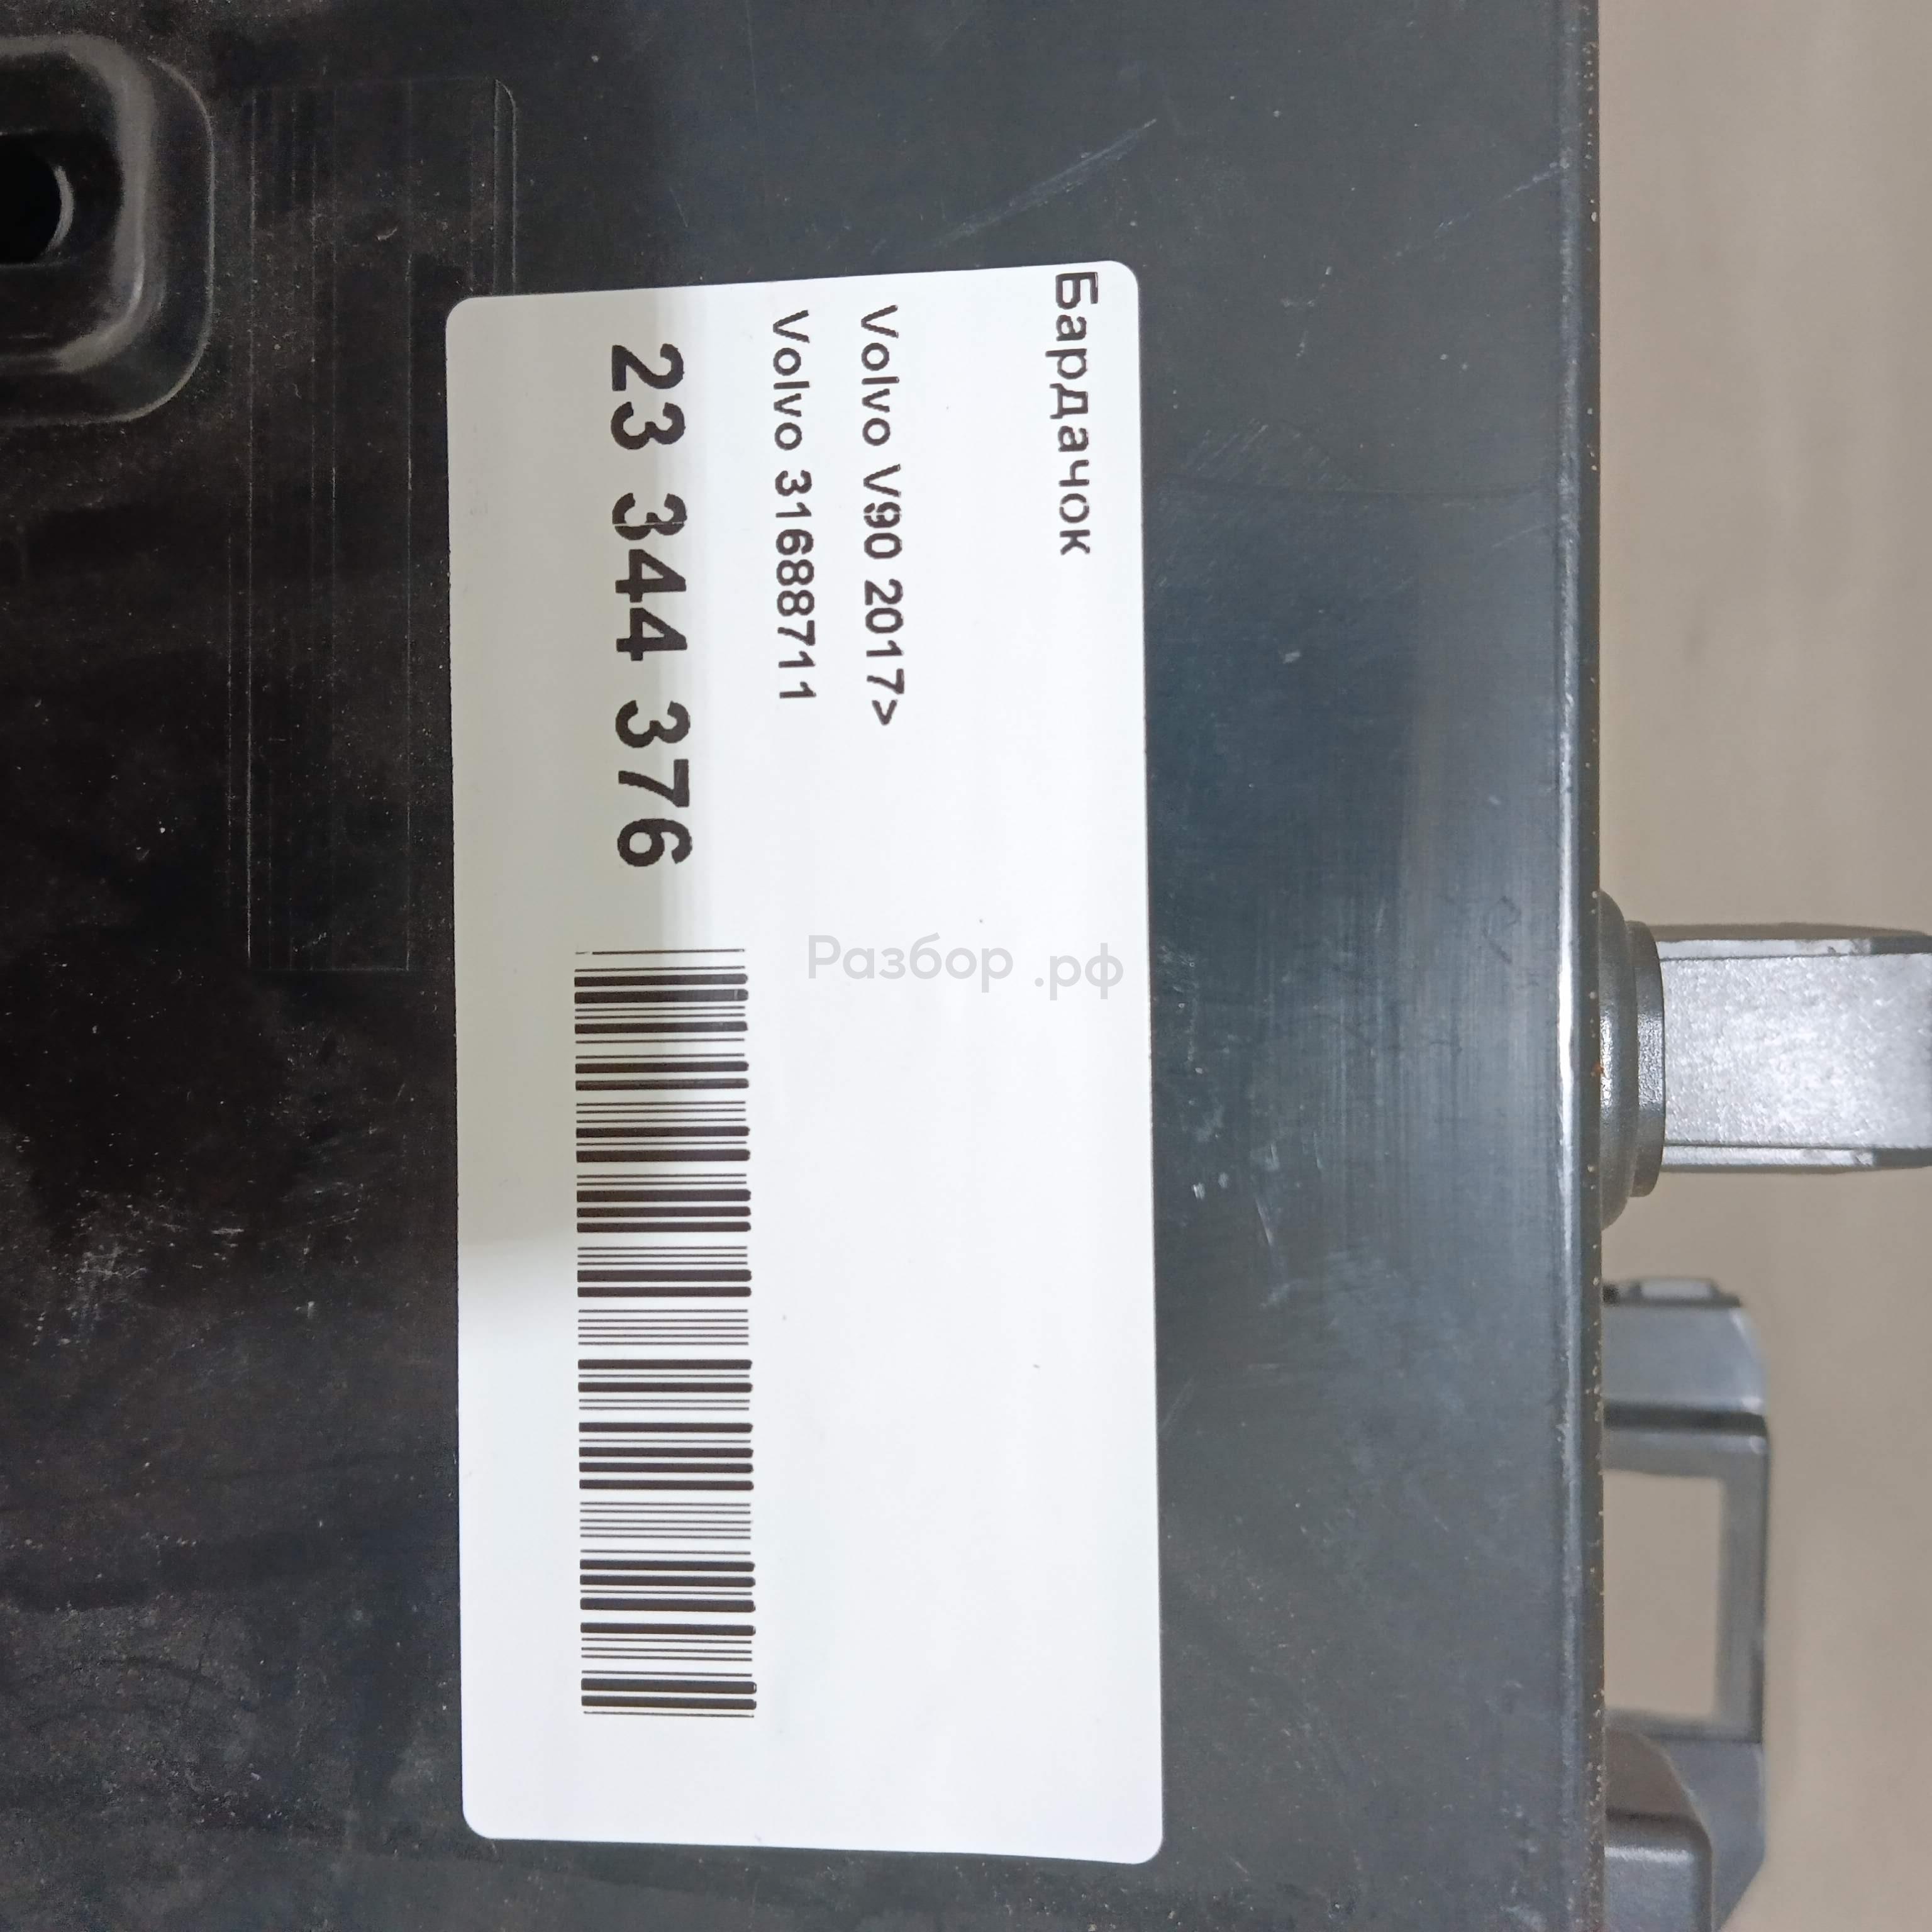 Бардачок
Volvo V90 2017>
Volvo 31688711
23 344 376
Разбор.рф